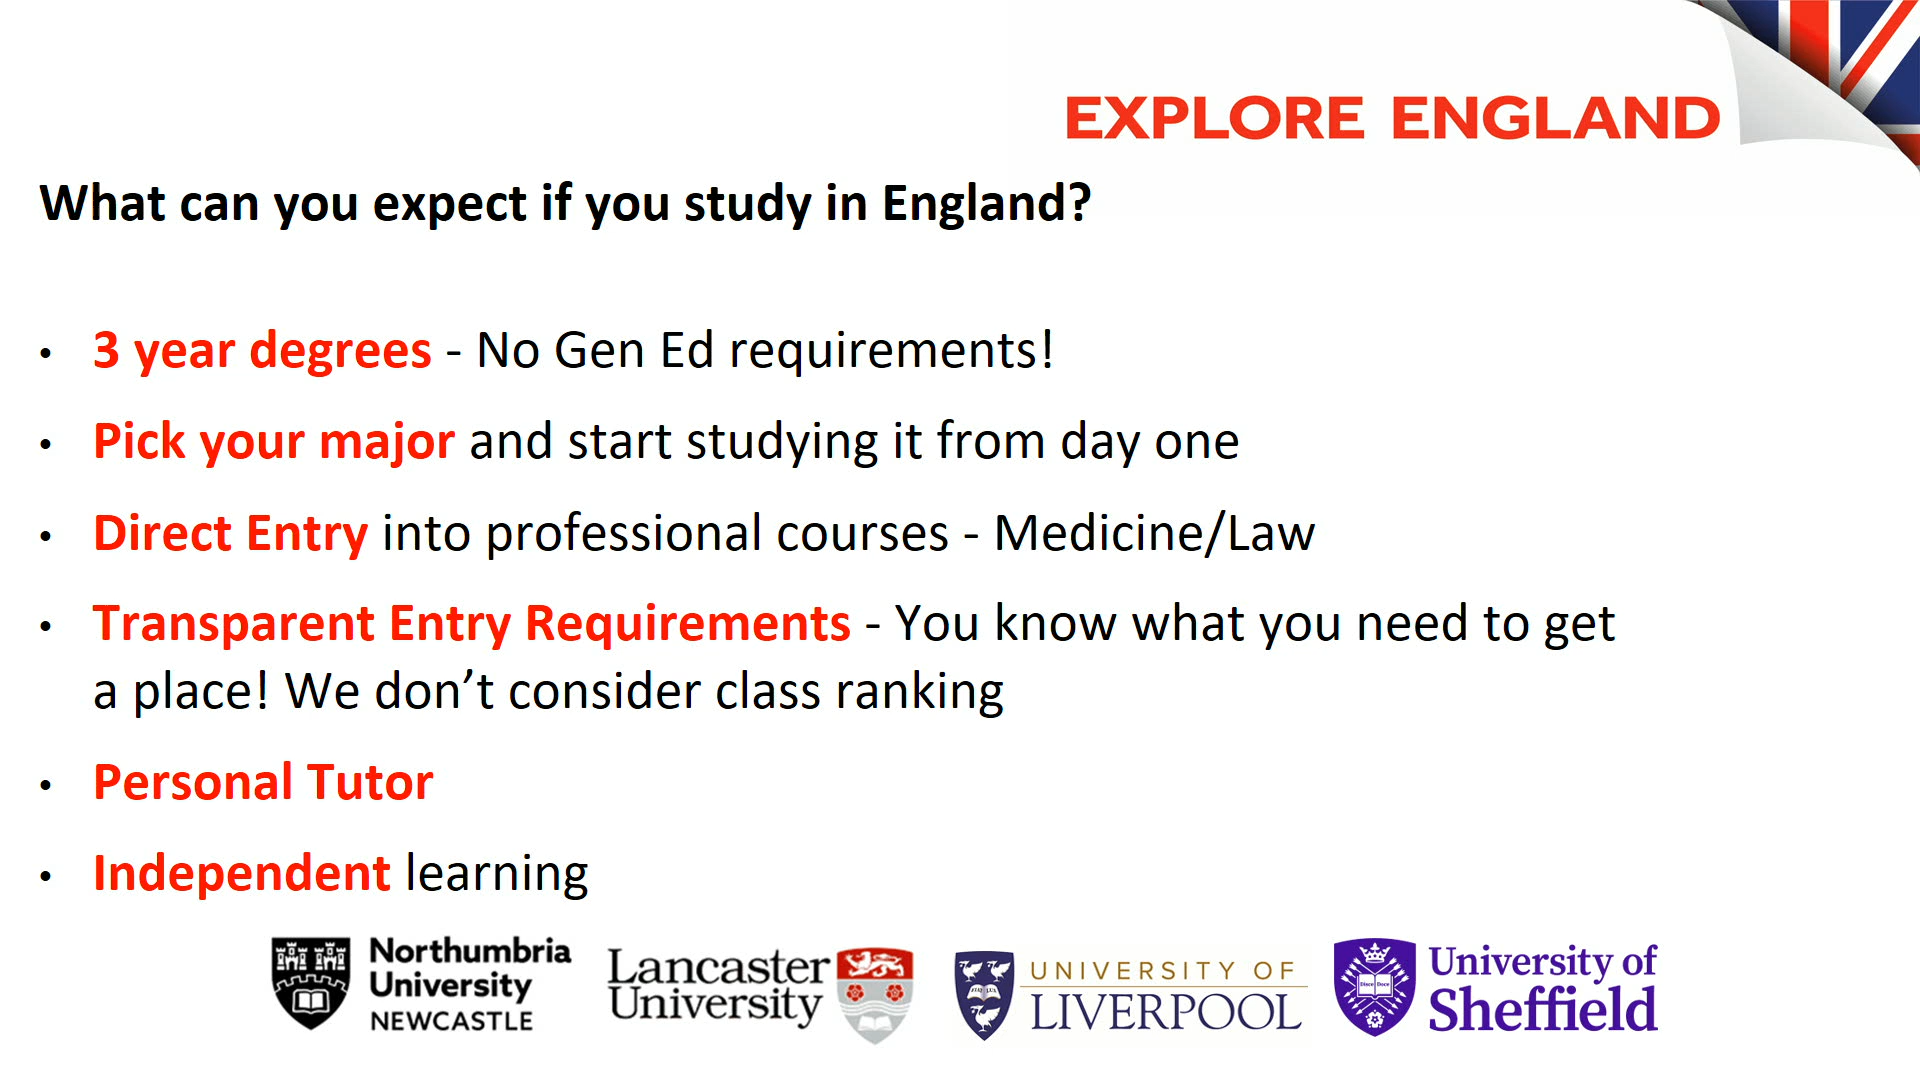 EXPLORE ENGLAND
What can you expect if you study in England?
• 3 year degrees - No Gen Ed requirements!
• Pick your major and start studying it from day one
• Direct Entry into professional courses - Medicine/Law
• Transparent Entry Requirements - You know what you need to get
a place! We don’t consider class ranking
• Personal Tutor
• Independent learning
Northumbria
University
NEWCASTLE
Lancaster
University
UNIVERSITY OF
LIVERPOOL
Disce Doce
University of
Sheffield